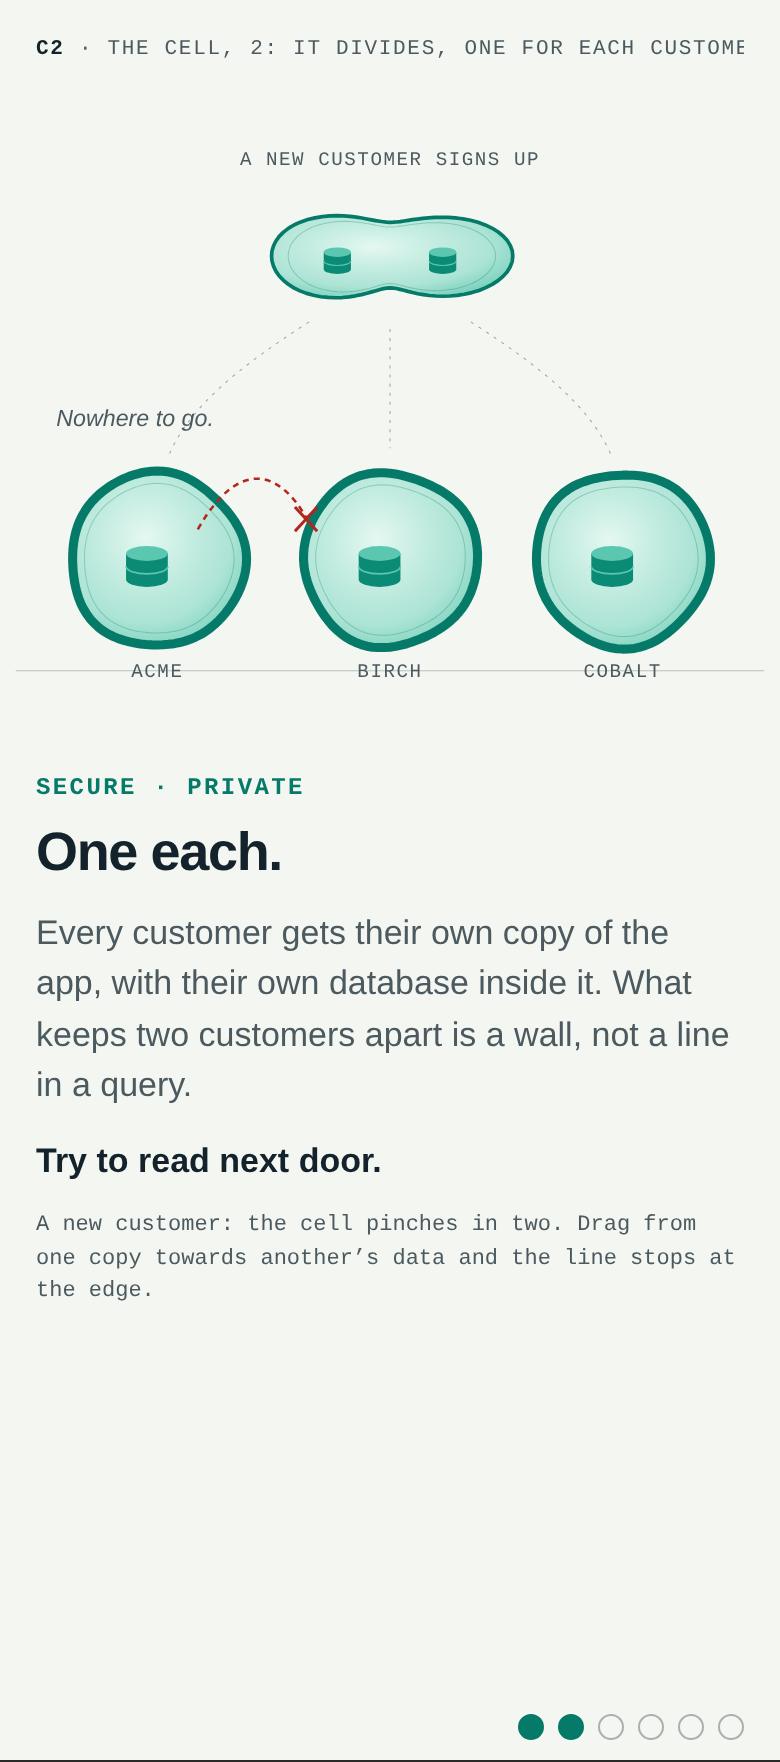 C2 · THE CELL, 2: IT DIVIDES, ONE FOR EACH CUSTOME
A NEW CUSTOMER SIGNS UP
Nowhere to go.
ACME BIRCH COBALT
SECURE · PRIVATE
One each.
Every customer gets their own copy of the
app, with their own database inside it. What
keeps two customers apart is a wall, not a line
in a query.
Try to read next door.
A new customer: the cell pinches in two. Drag from
one copy towards another’s data and the line stops at
the edge.